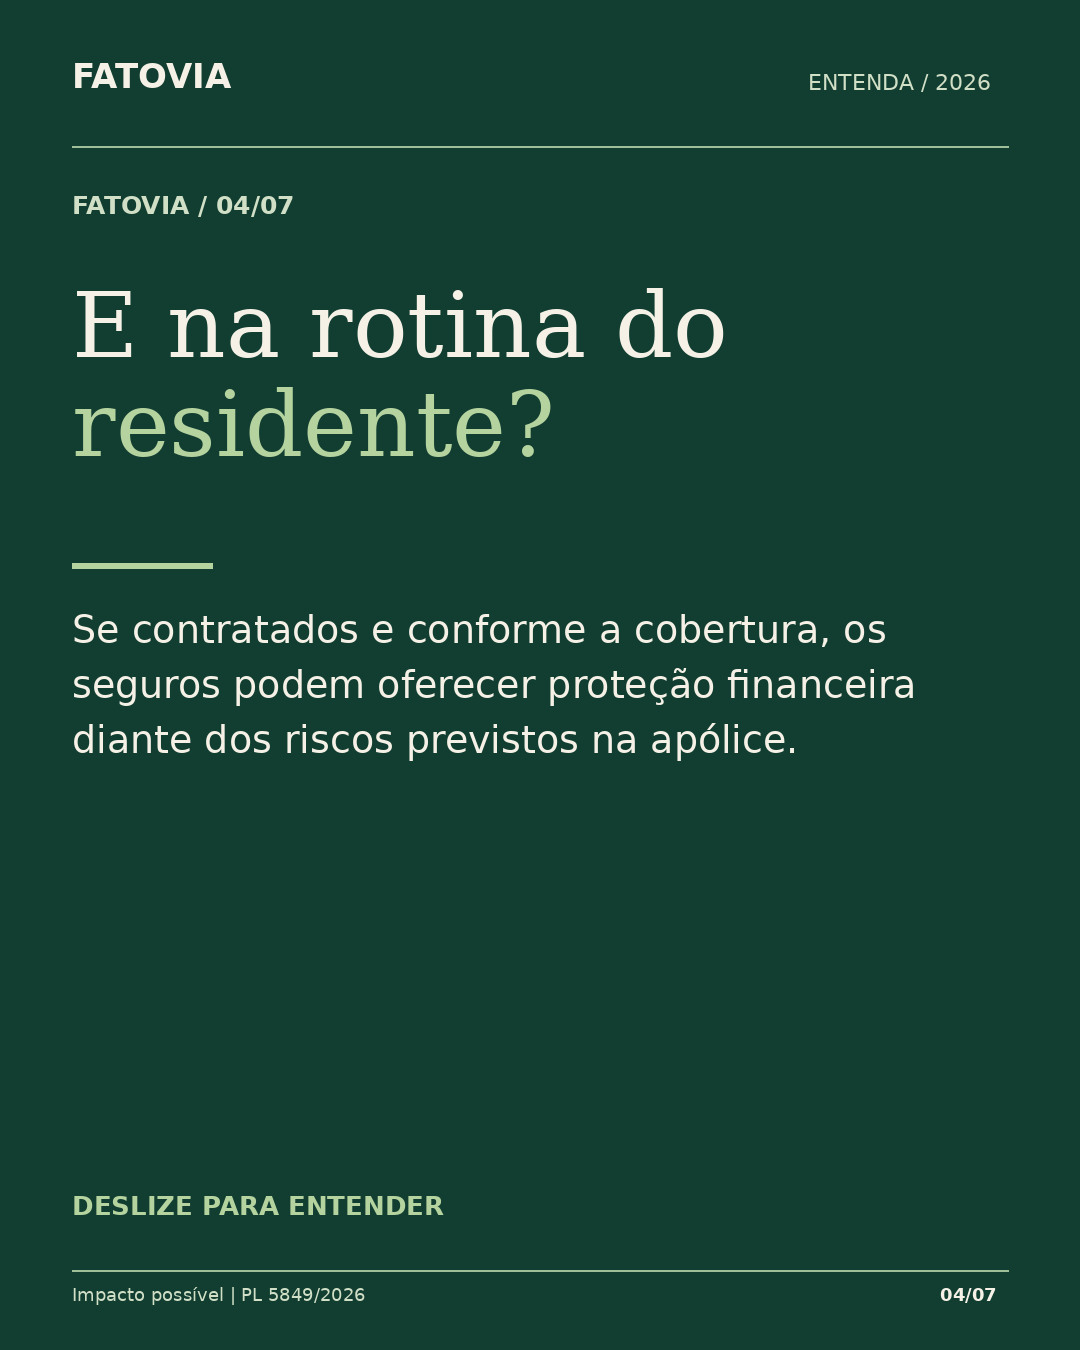 FATOVIA
ENTENDA / 2026
FATOVIA / 04/07
E na rotina do
residente?
Se contratados e conforme a cobertura, os
seguros podem oferecer proteção financeira
diante dos riscos previstos na apólice.
DESLIZE PARA ENTENDER
Impacto possível | PL 5849/2026
04/07